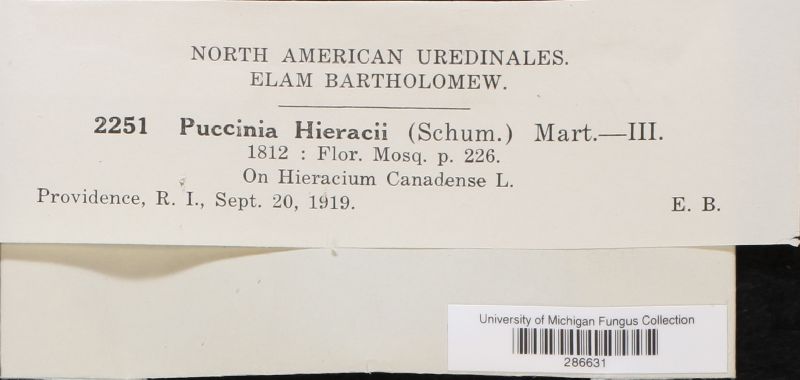 NORTH AMERICAN UREDINALES.
ELAM BARTHOLOMEW.
2251 Puccinia Hieracii (Schum.) Mart.—III.
1812 : Flor. Mosq. p. 226.
On Hieracium Canadense L.
Providence, R. I., Sept. 20, 1919. E. B.
University of Michigan Fungus Collection
286631